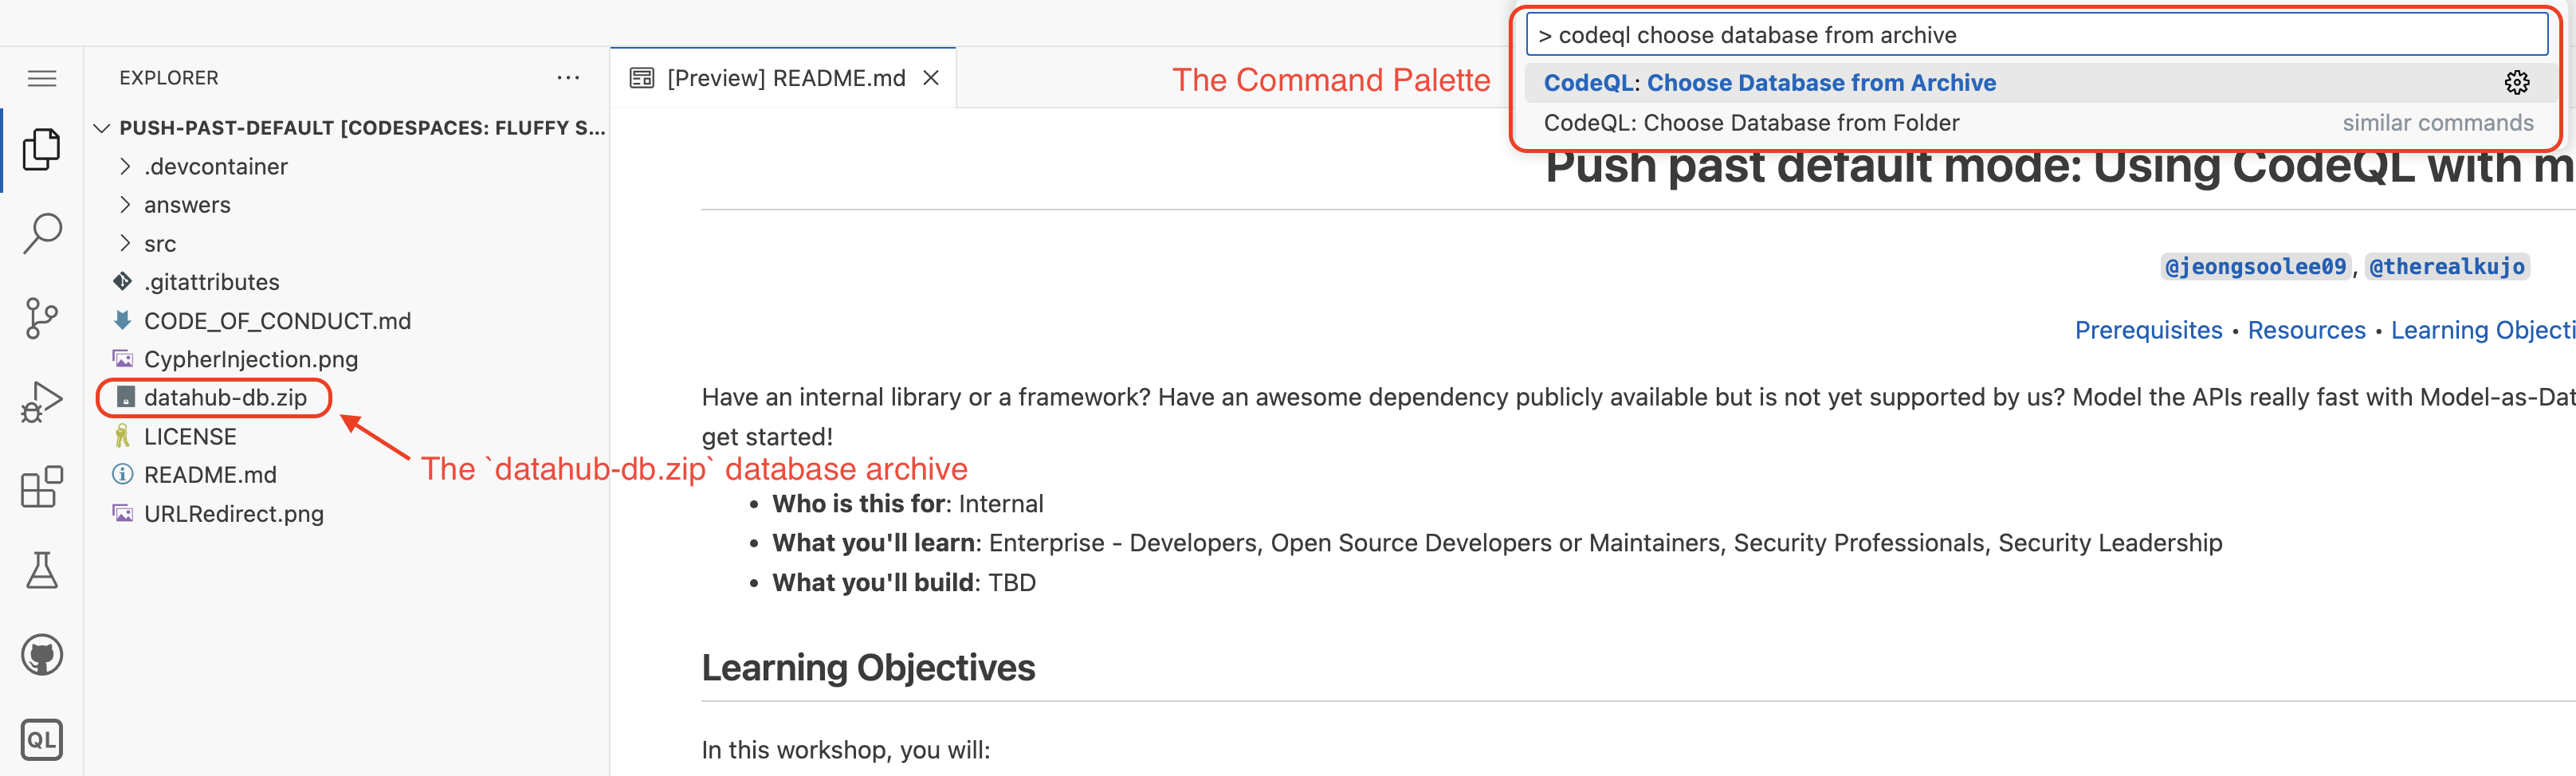 > codeql choose database from archive
CodeQL: Choose Database from Archive
CodeQL: Choose Database from Folder similar commands
The Command Palette
EXPLORER
[Preview] README.md
PUSH-PAST-DEFAULT [CODESPACES: FLUFFY S...
.devcontainer
answers
src
.gitattributes
CODE_OF_CONDUCT.md
CypherInjection.png
datahub-db.zip
LICENSE
README.md
URLRedirect.png
The `datahub-db.zip` database archive
QL
Push past default mode: Using CodeQL with m
@jeongsoolee09, @therealkujo
Prerequisites • Resources • Learning Objecti
Have an internal library or a framework? Have an awesome dependency publicly available but is not yet supported by us? Model the APIs really fast with Model-as-Dat
get started!
• Who is this for: Internal
• What you'll learn: Enterprise - Developers, Open Source Developers or Maintainers, Security Professionals, Security Leadership
• What you'll build: TBD
Learning Objectives
In this workshop, you will: